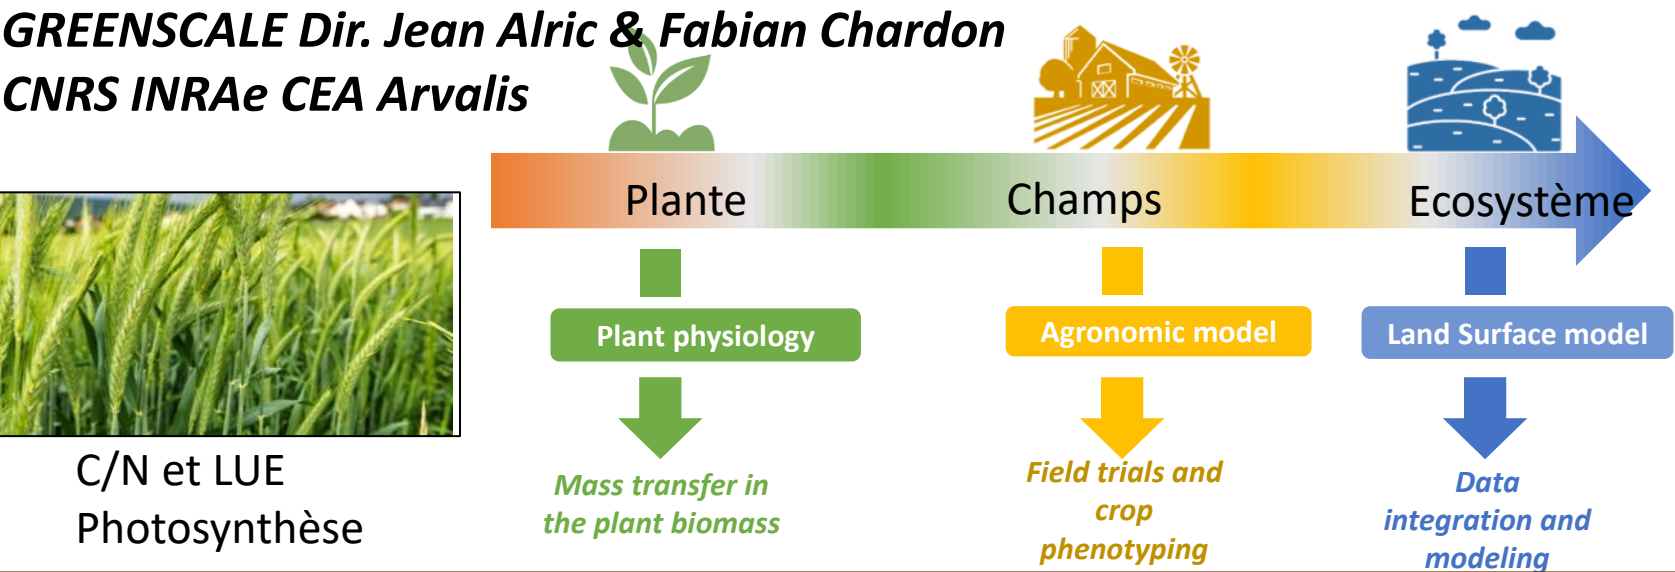 GREENSCALE Dir. Jean Alric & Fabian Chardon
CNRS INRAe CEA Arvalis
Plante
Champs
Ecosystème
Plant physiology
Agronomic model
Land Surface model
C/N et LUE
Photosynthèse
Mass transfer in
the plant biomass
Field trials and
crop
phenotyping
Data
integration and
modeling